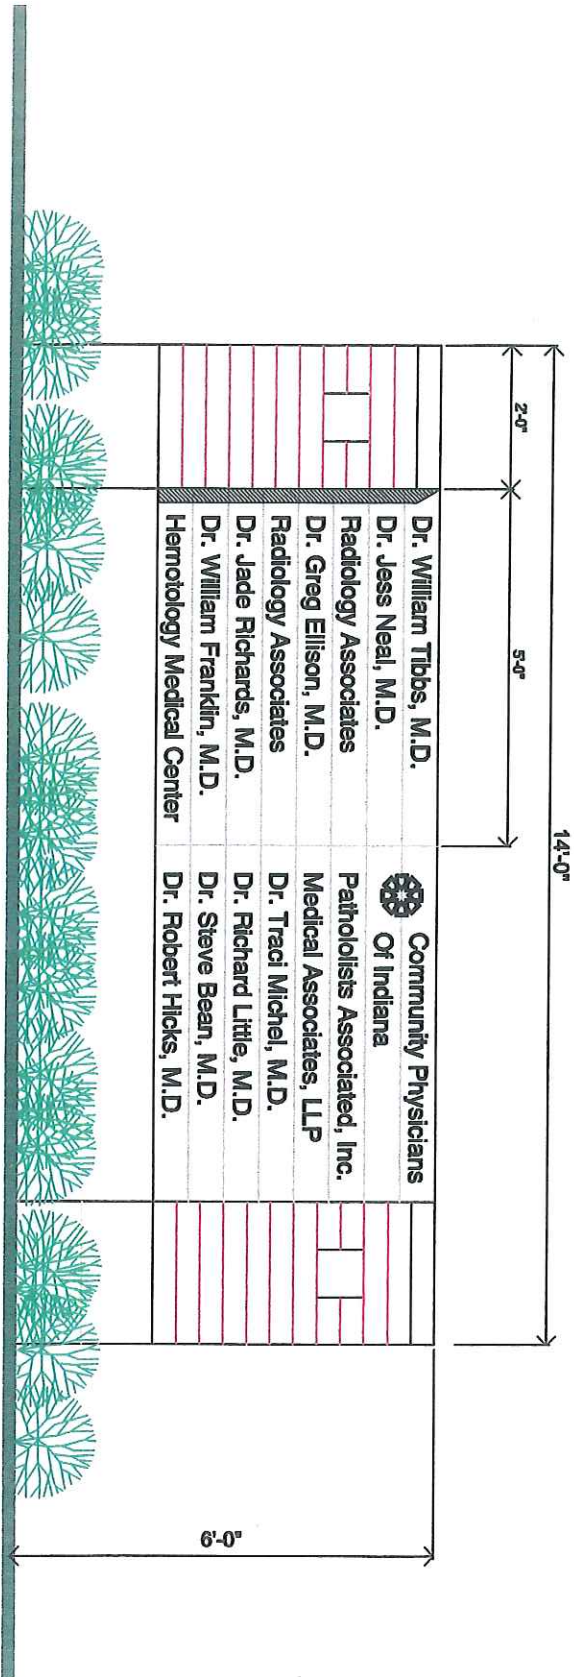 14'-0"
2'-0"
5'-0"
Dr. William Tibbs, M.D.
Dr. Jess Neal, M.D.
Radiology Associates
Dr. Greg Ellison, M.D.
Radiology Associates
Dr. Jade Richards, M.D.
Dr. William Franklin, M.D.
Hemotology Medical Center
Community Physicians
Of Indiana
Pathololists Associated, Inc.
Medical Associates, LLP
Dr. Traci Michel, M.D.
Dr. Richard Little, M.D.
Dr. Steve Bean, M.D.
Dr. Robert Hicks, M.D.
6'-0"